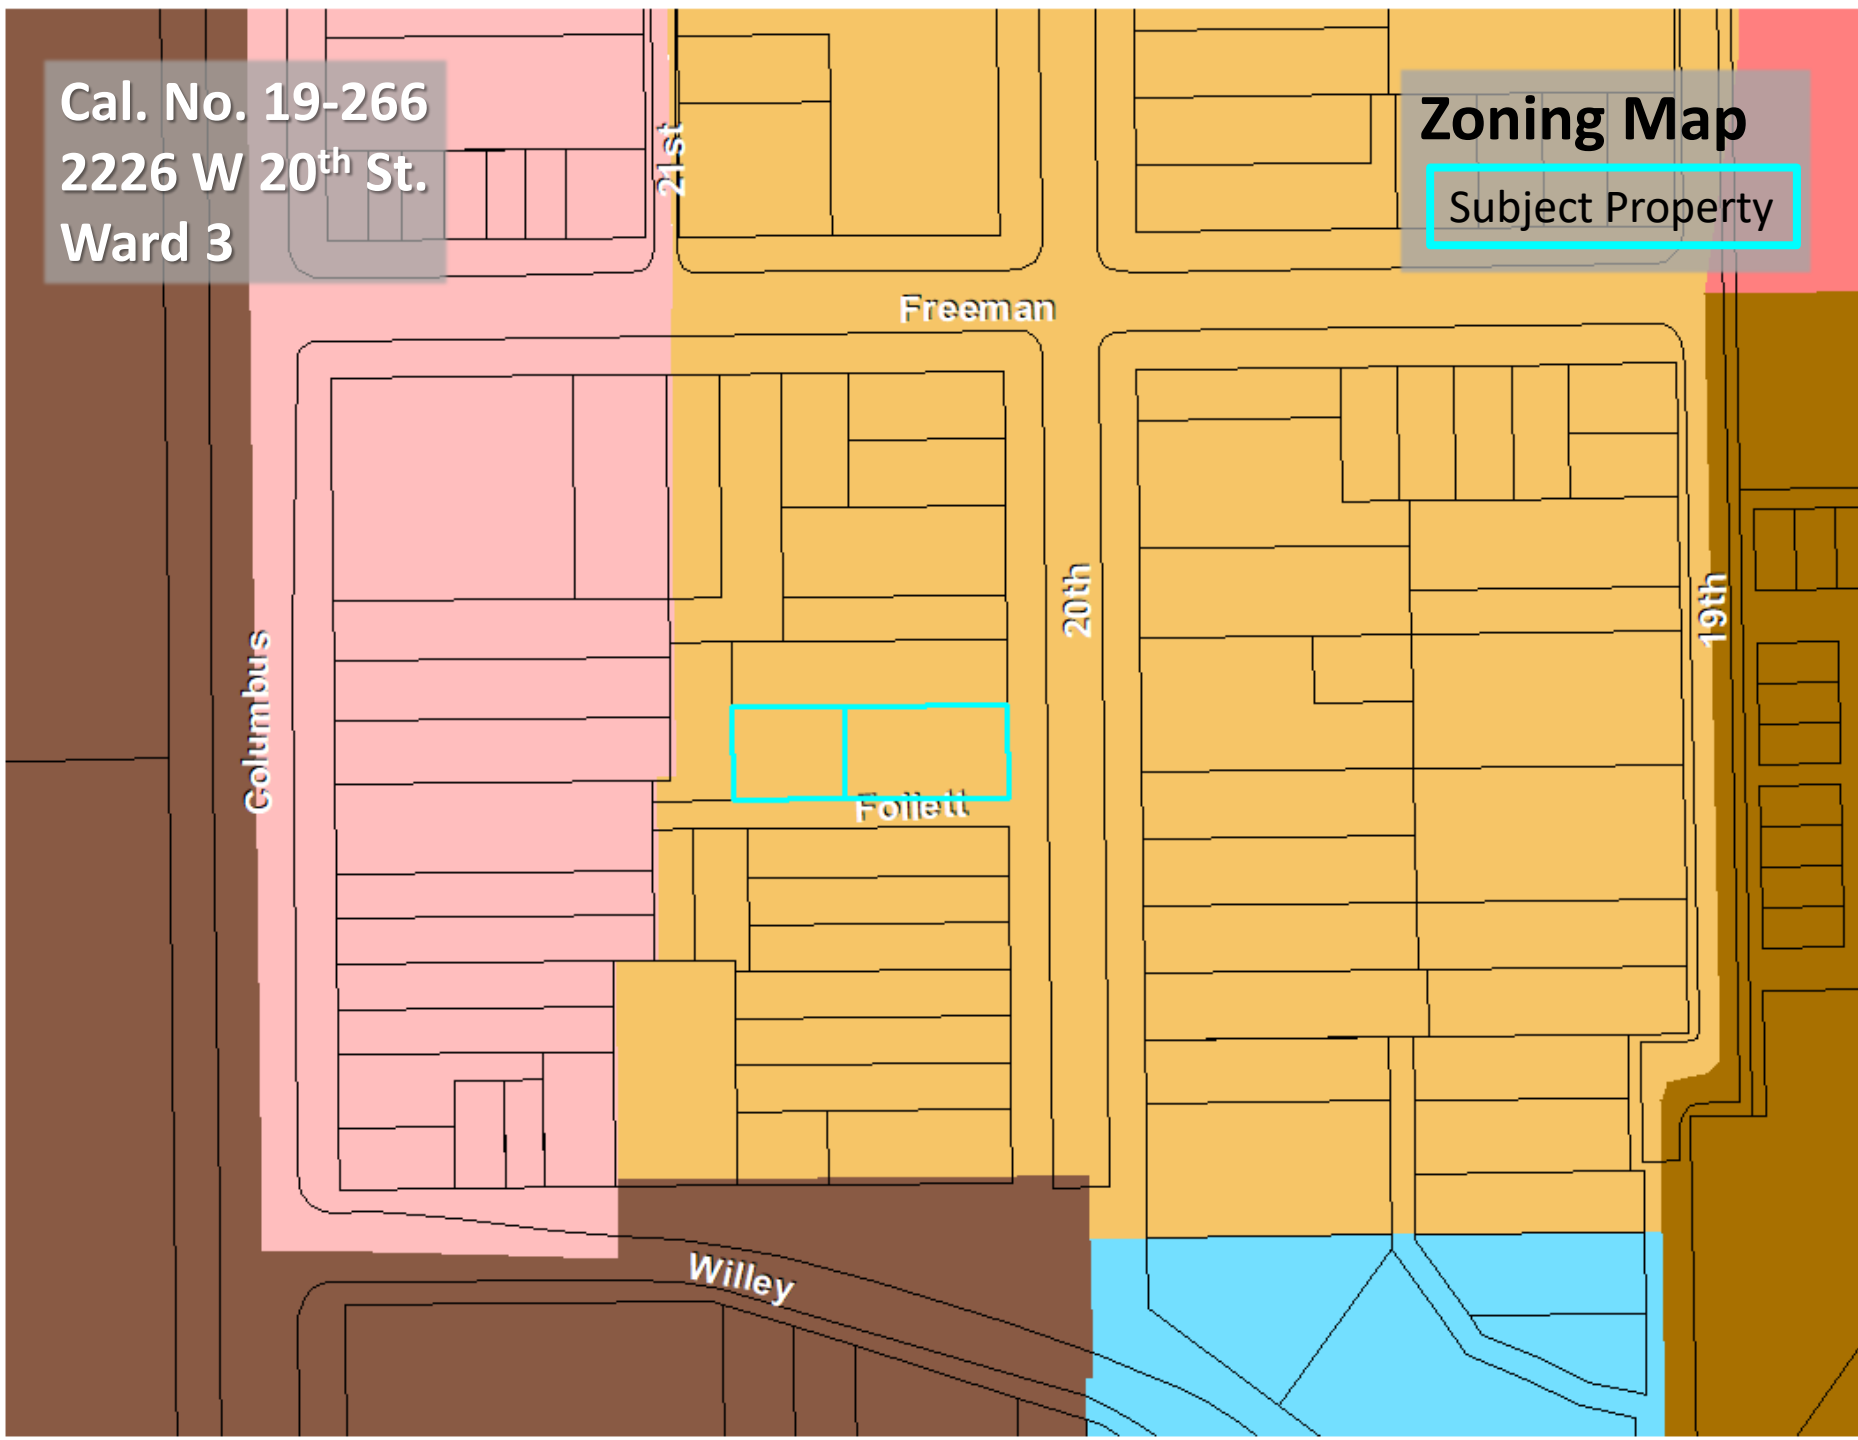 Cal. No. 19-266
2226 W 20th St.
Ward 3
Zoning Map
Subject Property
21st
Freeman
20th
19th
Columbus
Follett
Willey